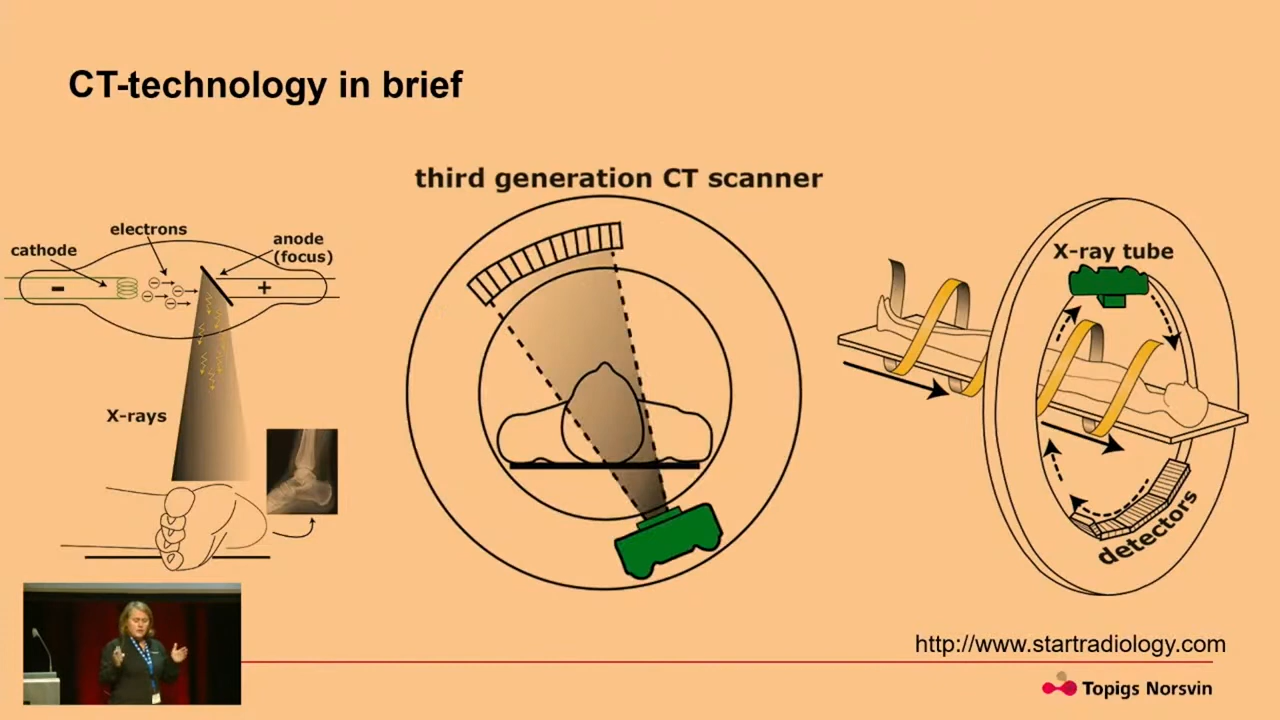 CT-technology in brief
third generation CT scanner
electrons
cathode
anode
(focus)
-
+
X-rays
X-ray tube
detectors
http://www.startradiology.com
Topigs Norsvin